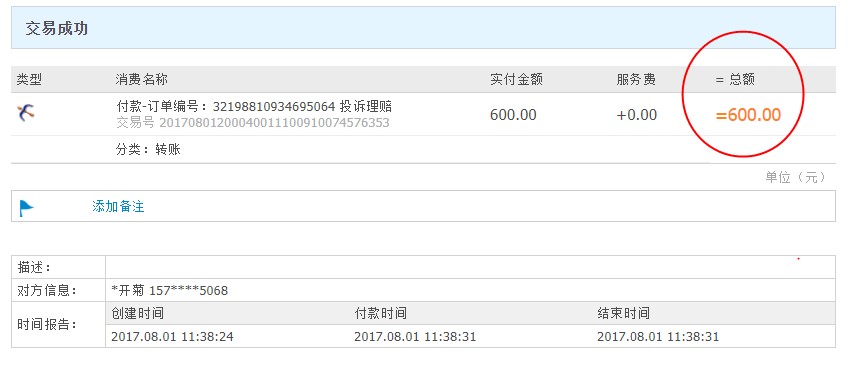 交易成功
类型 消费名称 实付金额 服务费 = 总额
付款-订单编号：32198810934695064 投诉理赔 600.00 +0.00 =600.00
交易号 20170801200040011100910074576353
分类：转账
单位（元）
添加备注
描述：
对方信息： *开菊 157****5068
时间报告： 创建时间 付款时间 结束时间
2017.08.01 11:38:24 2017.08.01 11:38:31 2017.08.01 11:38:31